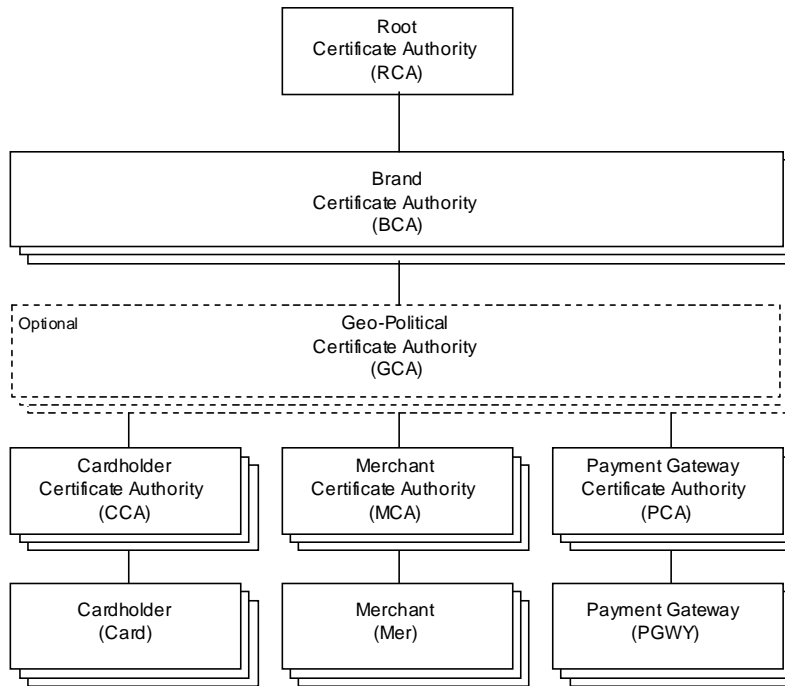 Root
Certificate Authority
(RCA)
Brand
Certificate Authority
(BCA)
Optional
Geo-Political
Certificate Authority
(GCA)
Cardholder
Certificate Authority
(CCA)
Merchant
Certificate Authority
(MCA)
Payment Gateway
Certificate Authority
(PCA)
Cardholder
(Card)
Merchant
(Mer)
Payment Gateway
(PGWY)